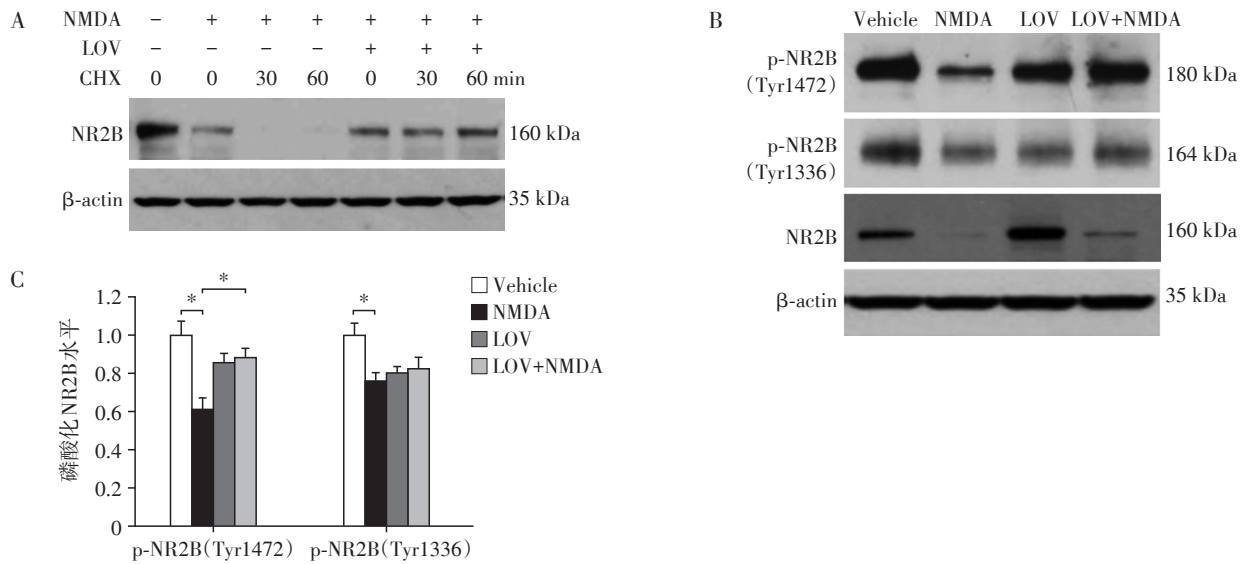 A
NMDA − + + + + + +
LOV − − − − + + +
CHX 0 0 30 60 0 30 60 min
NR2B 160 kDa
β-actin 35 kDa
B
Vehicle NMDA LOV LOV+NMDA
p-NR2B
(Tyr1472) 180 kDa
p-NR2B
(Tyr1336) 164 kDa
NR2B 160 kDa
β-actin 35 kDa
C
磷酸化NR2B水平
1.2
1.0
0.8
0.6
0.4
0.2
0
* *
*
Vehicle
NMDA
LOV
LOV+NMDA
p-NR2B(Tyr1472) p-NR2B(Tyr1336)